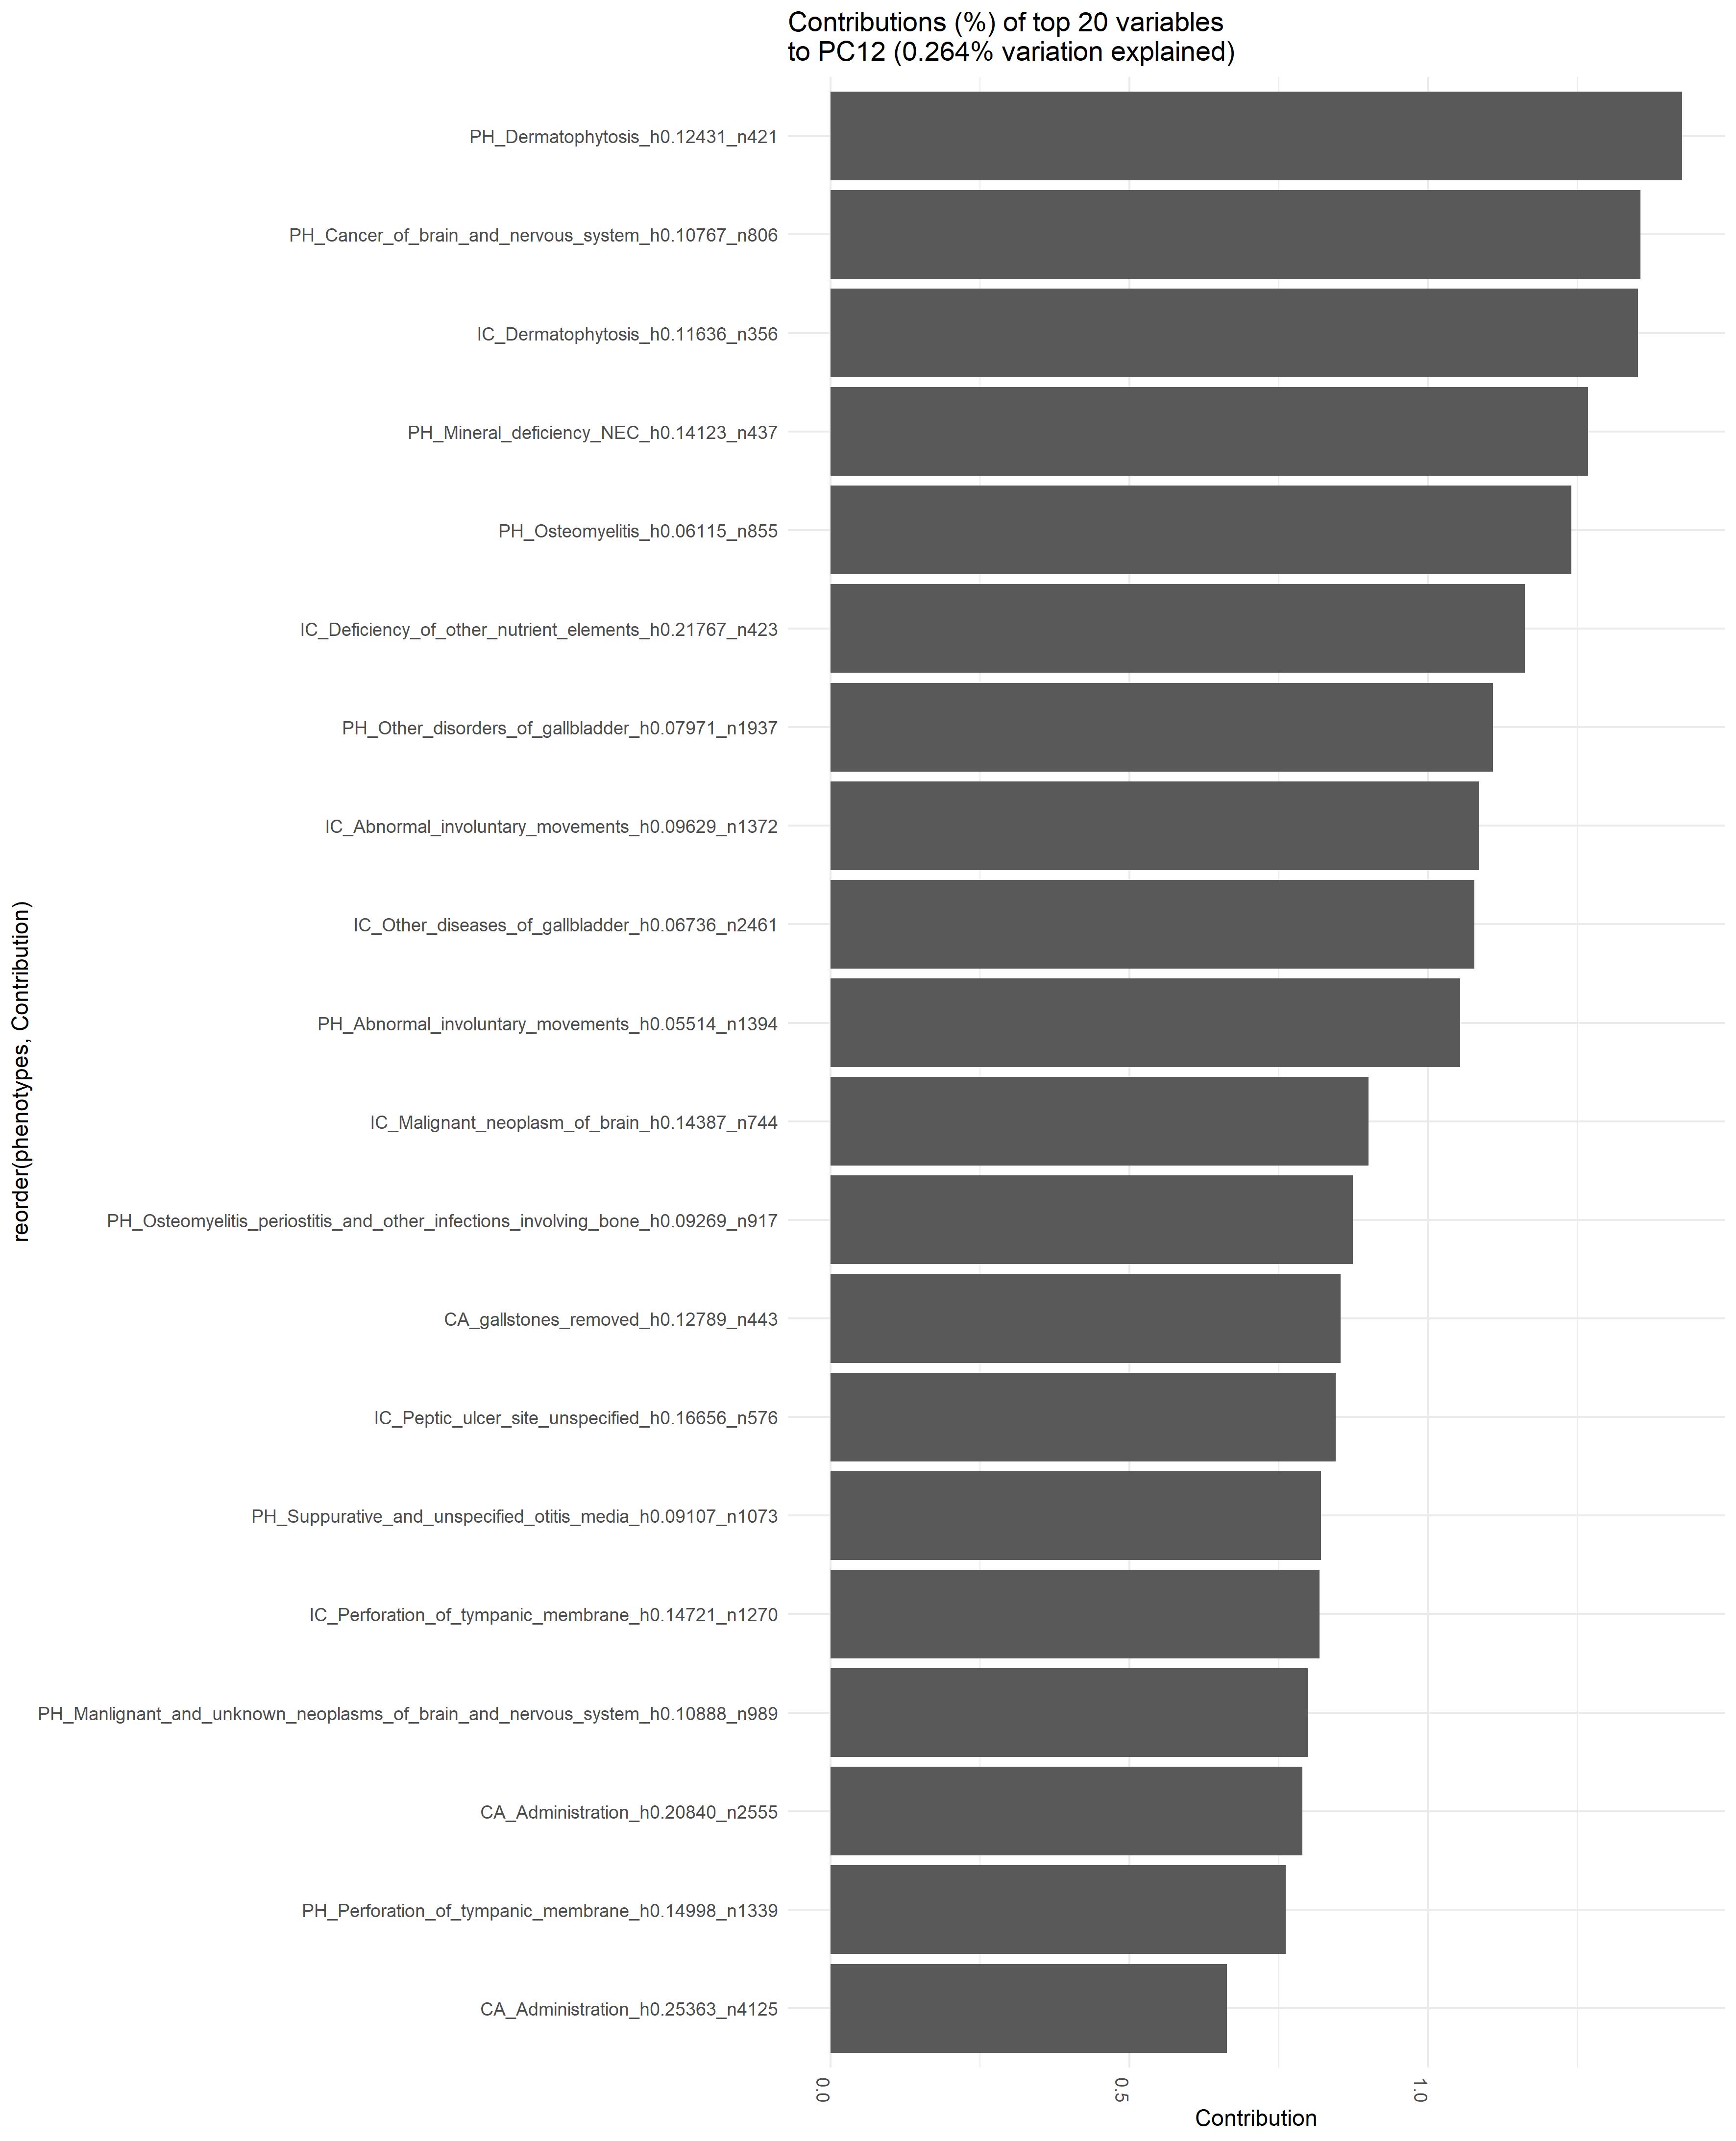 Contributions (%) of top 20 variables
to PC12 (0.264% variation explained)
PH_Dermatophytosis_h0.12431_n421
PH_Cancer_of_brain_and_nervous_system_h0.10767_n806
IC_Dermatophytosis_h0.11636_n356
PH_Mineral_deficiency_NEC_h0.14123_n437
PH_Osteomyelitis_h0.06115_n855
IC_Deficiency_of_other_nutrient_elements_h0.21767_n423
PH_Other_disorders_of_gallbladder_h0.07971_n1937
IC_Abnormal_involuntary_movements_h0.09629_n1372
IC_Other_diseases_of_gallbladder_h0.06736_n2461
PH_Abnormal_involuntary_movements_h0.05514_n1394
IC_Malignant_neoplasm_of_brain_h0.14387_n744
PH_Osteomyelitis_periostitis_and_other_infections_involving_bone_h0.09269_n917
CA_gallstones_removed_h0.12789_n443
IC_Peptic_ulcer_site_unspecified_h0.16656_n576
PH_Suppurative_and_unspecified_otitis_media_h0.09107_n1073
IC_Perforation_of_tympanic_membrane_h0.14721_n1270
PH_Manlignant_and_unknown_neoplasms_of_brain_and_nervous_system_h0.10888_n989
CA_Administration_h0.20840_n2555
PH_Perforation_of_tympanic_membrane_h0.14998_n1339
CA_Administration_h0.25363_n4125
reorder(phenotypes, Contribution)
0.0
0.5
1.0
Contribution